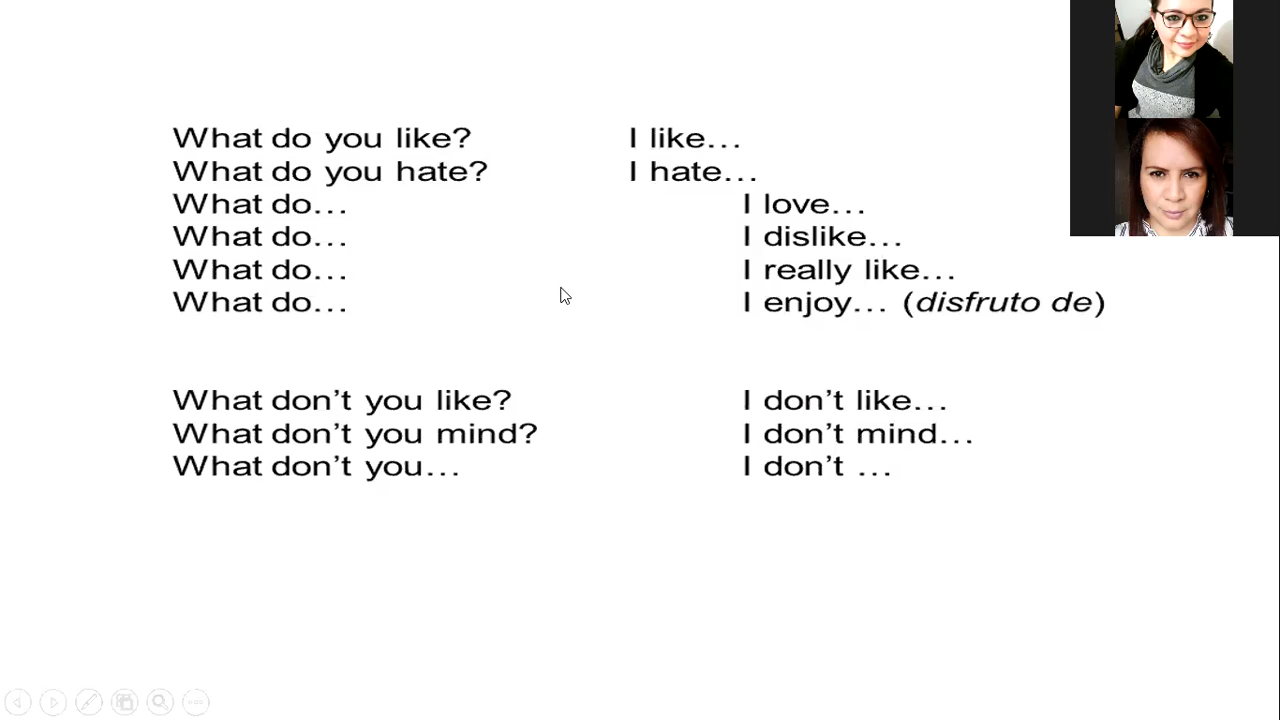 What do you like? I like…
What do you hate? I hate…
What do… I love…
What do… I dislike…
What do… I really like…
What do… I enjoy… (disfruto de)
What don’t you like? I don’t like…
What don’t you mind? I don’t mind…
What don’t you… I don’t …